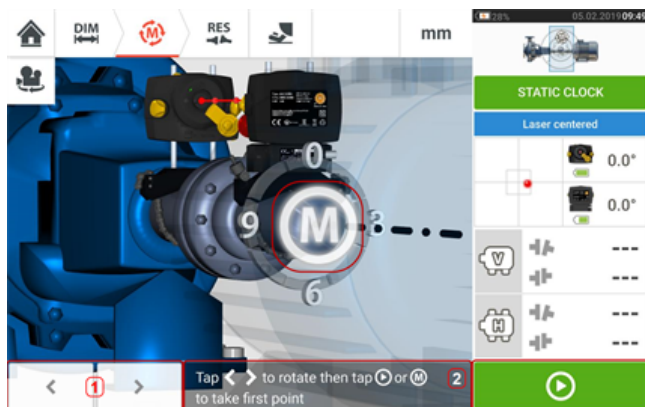 DIM
M
RES
mm
28%
05.02.2019 09:49
STATIC CLOCK
Laser centered
0.0°
0.0°
0
9
M
3
6
V
---
---
H
---
---
< 1 >
Tap < > to rotate then tap or M
to take first point
2